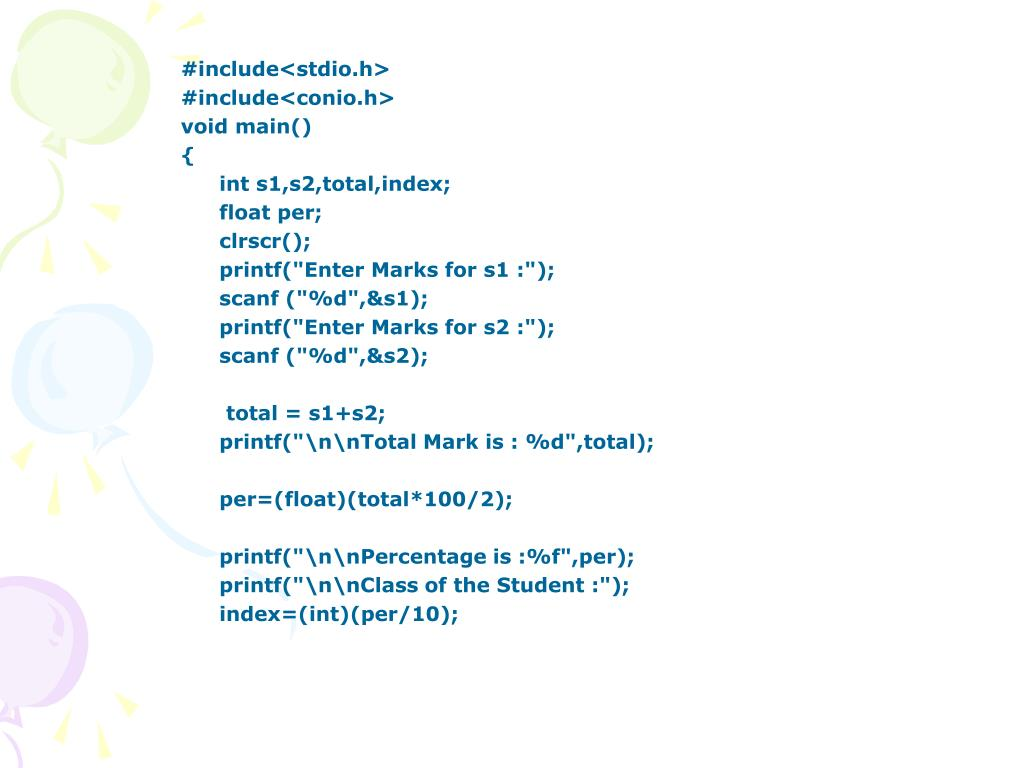 #include<stdio.h>
#include<conio.h>
void main()
{
int s1,s2,total,index;
float per;
clrscr();
printf("Enter Marks for s1 :");
scanf ("%d",&s1);
printf("Enter Marks for s2 :");
scanf ("%d",&s2);
total = s1+s2;
printf("\n\nTotal Mark is : %d",total);
per=(float)(total*100/2);
printf("\n\nPercentage is :%f",per);
printf("\n\nClass of the Student :");
index=(int)(per/10);